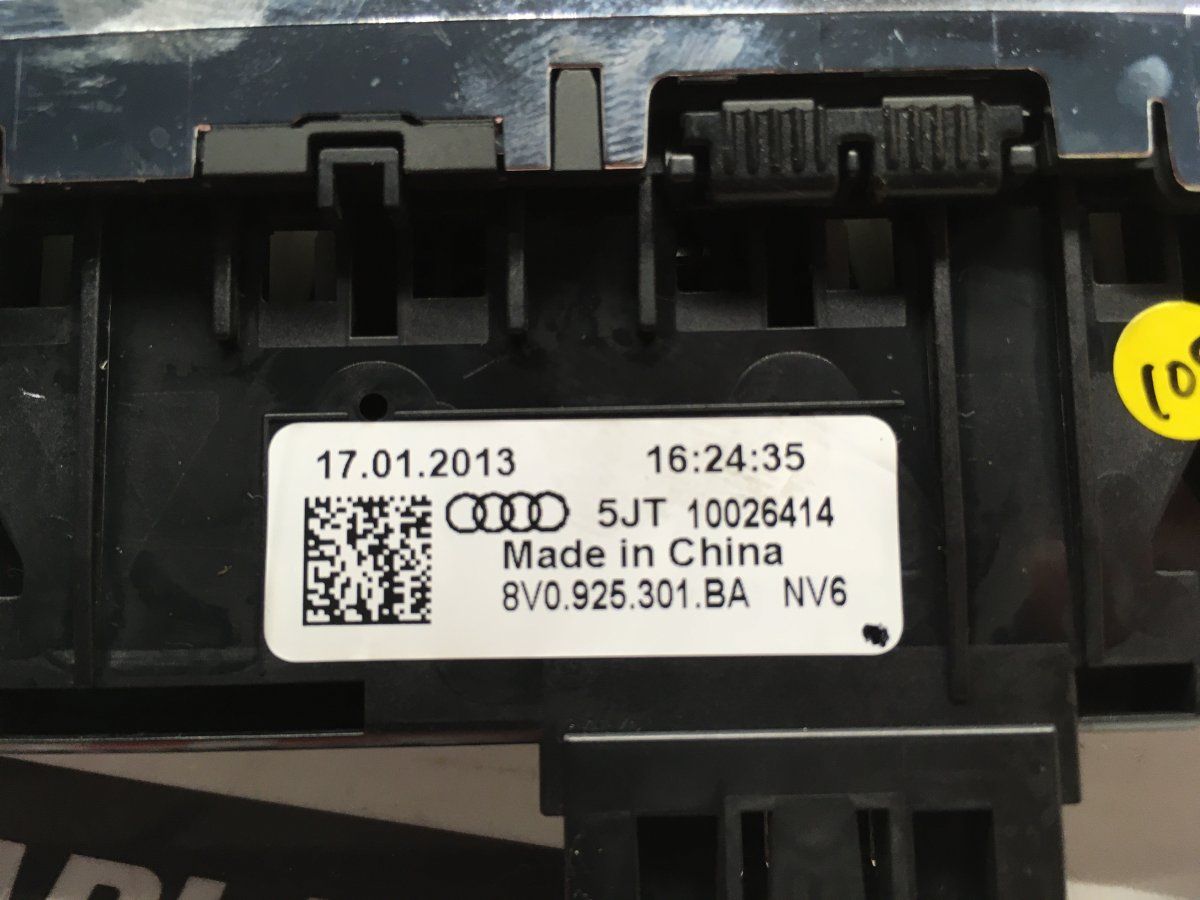 17.01.2013 16:24:35
5JT 10026414
Made in China
8V0.925.301.BA NV6